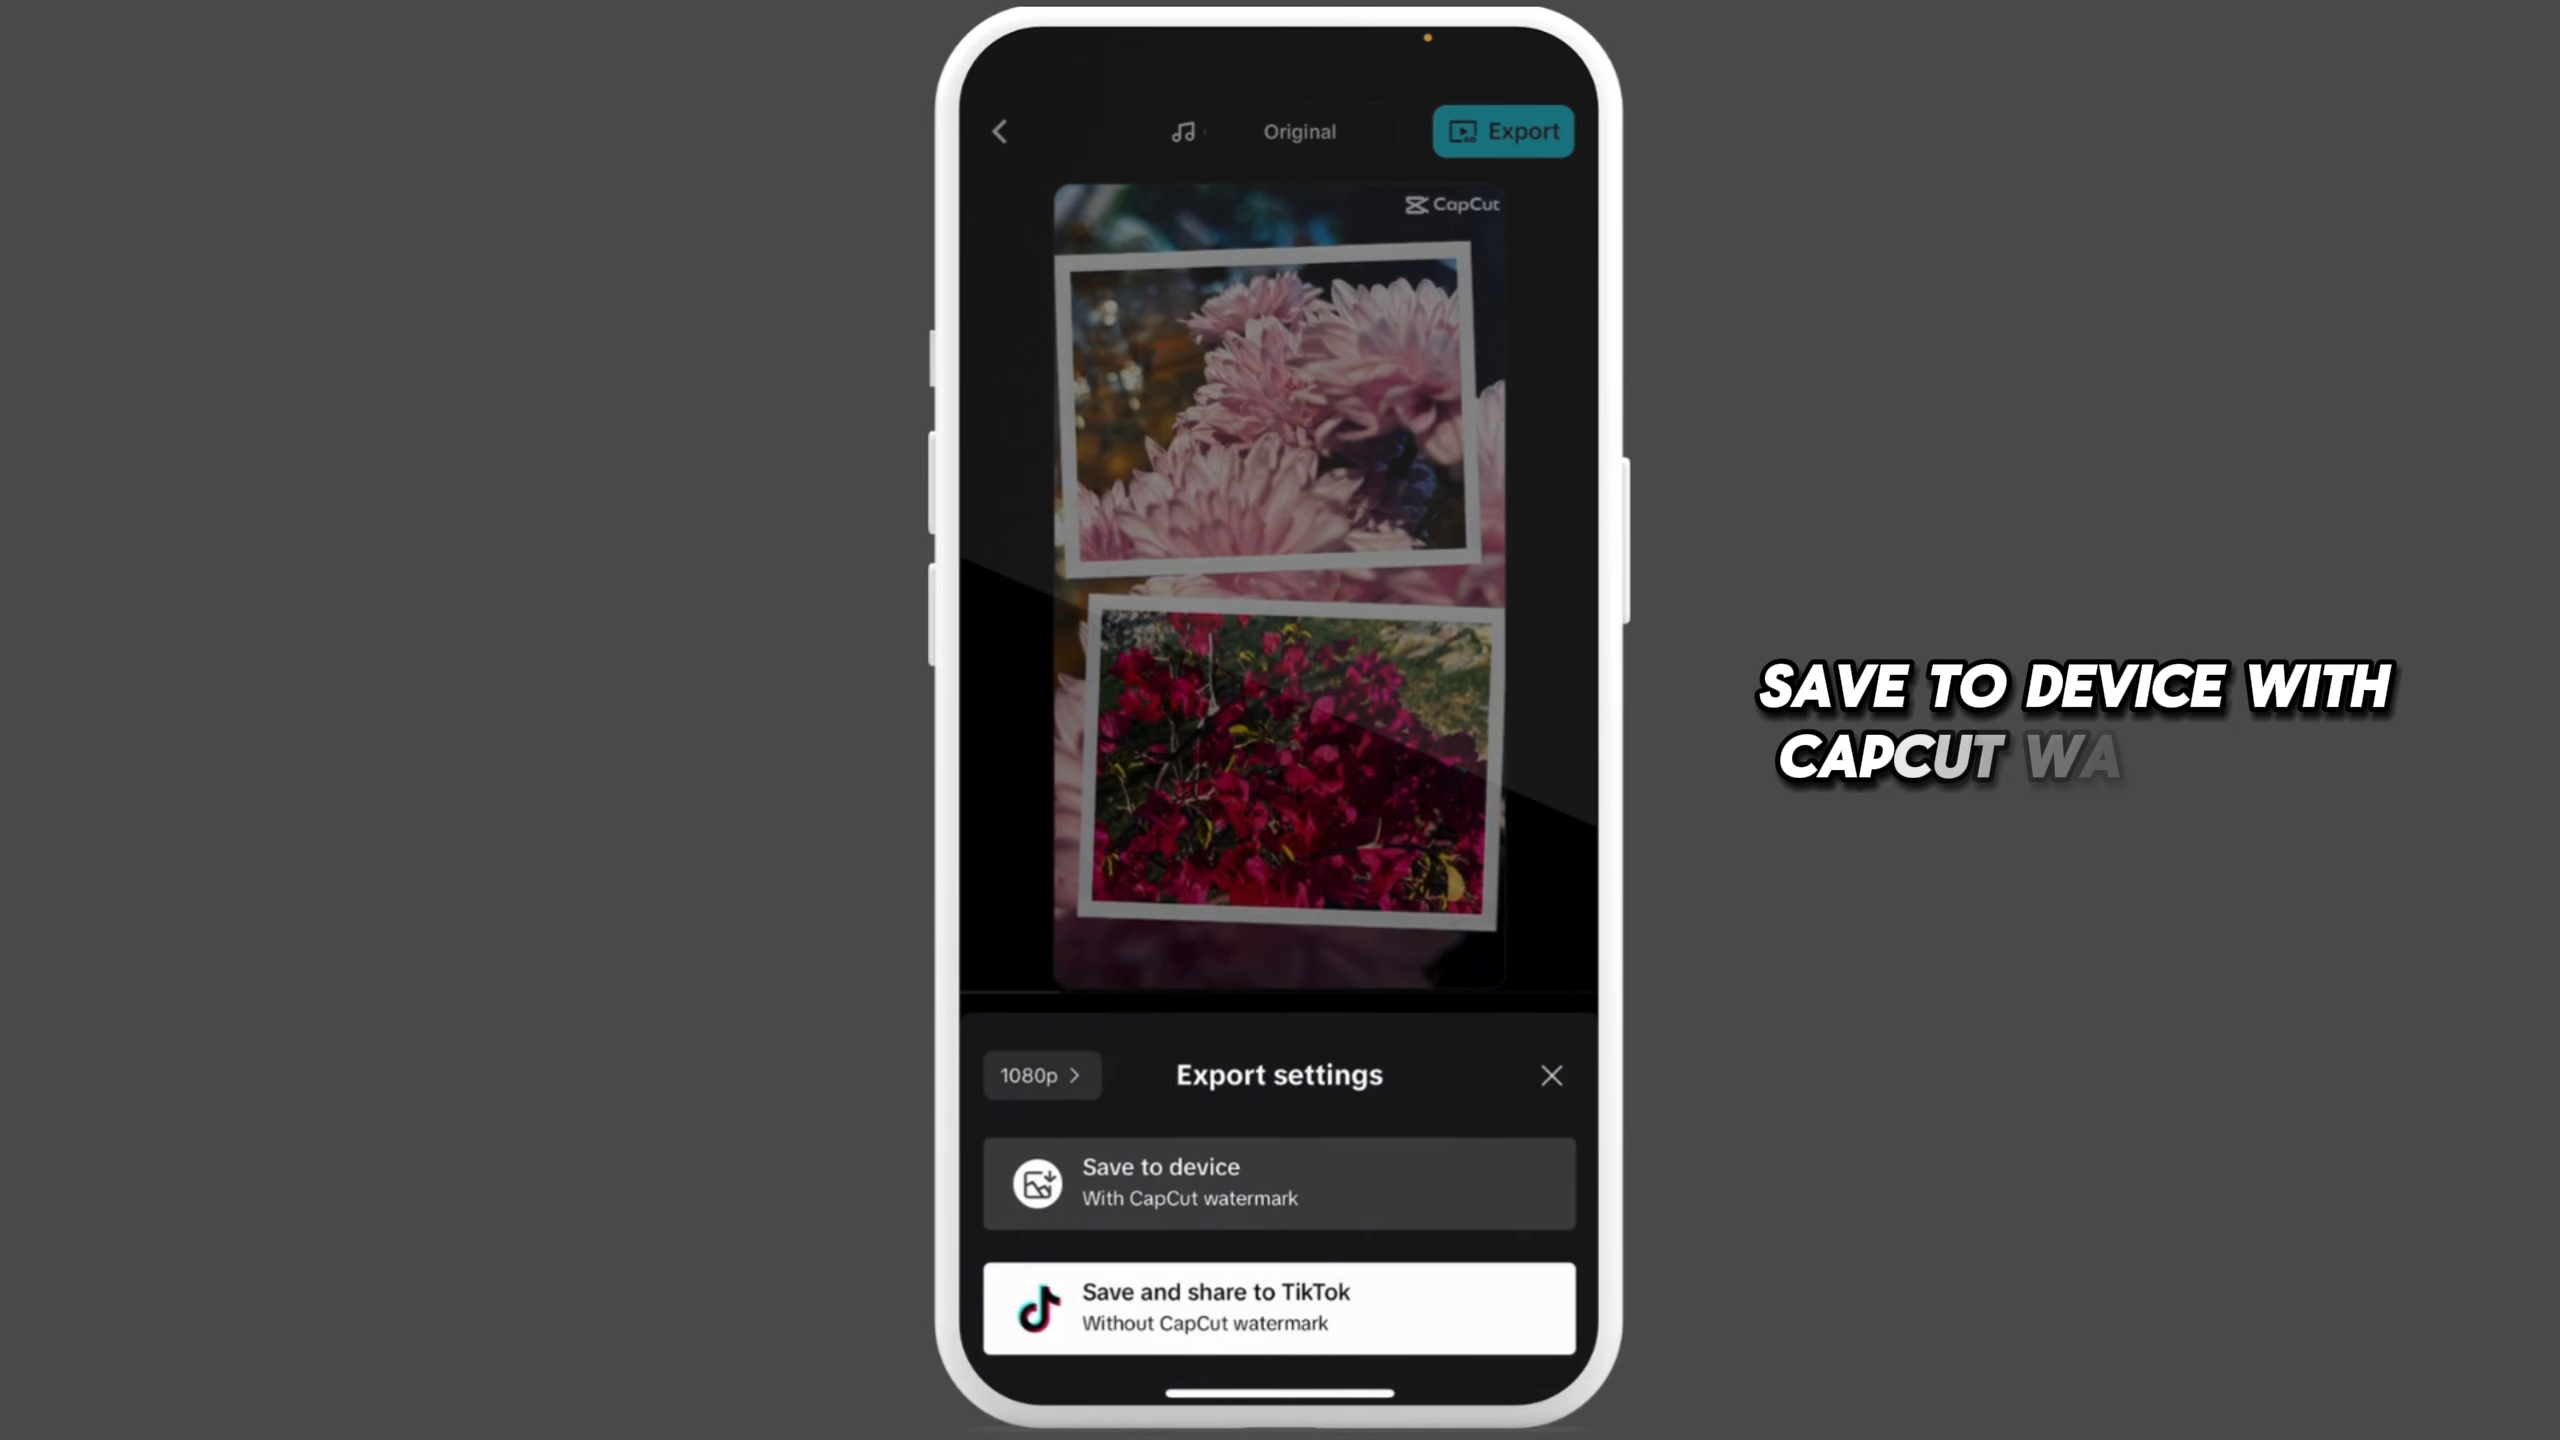 Original
Export
CapCut
SAVE TO DEVICE WITH
CAPCUT WA
1080p
Export settings
Save to device
With CapCut watermark
Save and share to TikTok
Without CapCut watermark